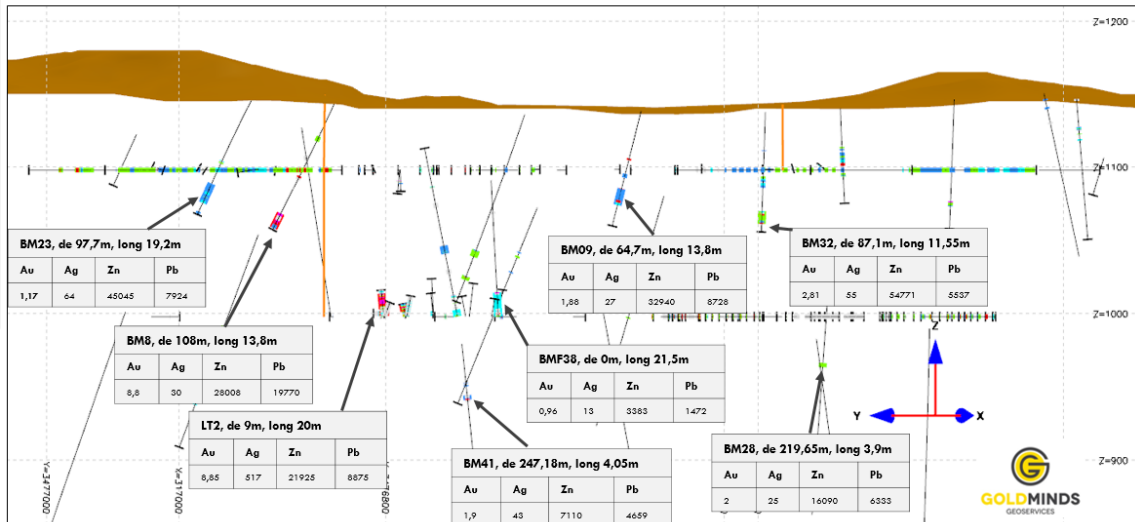 Z=1200
Z=1100
BM23, de 97,7m, long 19,2m
Au Ag Zn Pb
1,17 64 45045 7924
BM09 de 64,7m, long 13,8m
Au Ag Zn Pb
1,88 27 32940 8728
BM32 de 87,1m, long 11,55m
Au Ag Zn Pb
2,81 55 54771 5537
Z=1000
BM8, de 108m, long 13,8m
Au Ag Zn Pb
8,8 30 28008 19770
BMF38, de 0m, long 21,5m
Au Ag Zn Pb
0,96 13 3383 1472
LT2, de 9m, long 20m
Au Ag Zn Pb
8,85 517 21925 8875
BM41, de 247,18m, long 4,05m
Au Ag Zn Pb
1,9 43 7110 4659
BM28, de 219,65m, long 3,9m
Au Ag Zn Pb
2 25 16090 6333
Z
Y X
Z=900
Y=3477000
X=317000
GOLDMINDS
GEOSERVICES